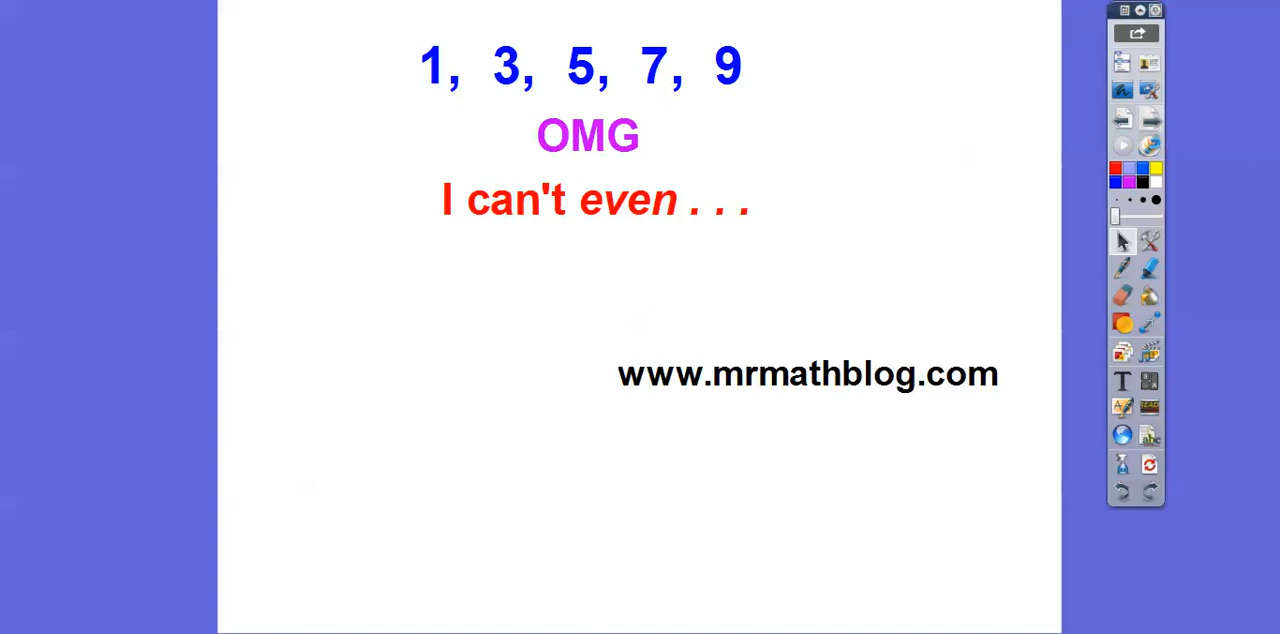 1, 3, 5, 7, 9
OMG
I can't even . . .
www.mrmathblog.com